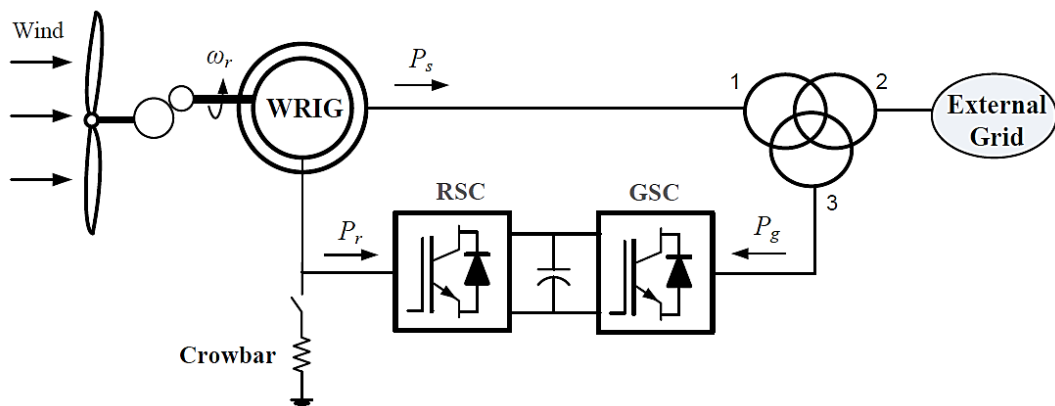 Wind
ω_r
P_s
WRIG
1
2
External
Grid
3
RSC
GSC
P_r
P_g
Crowbar